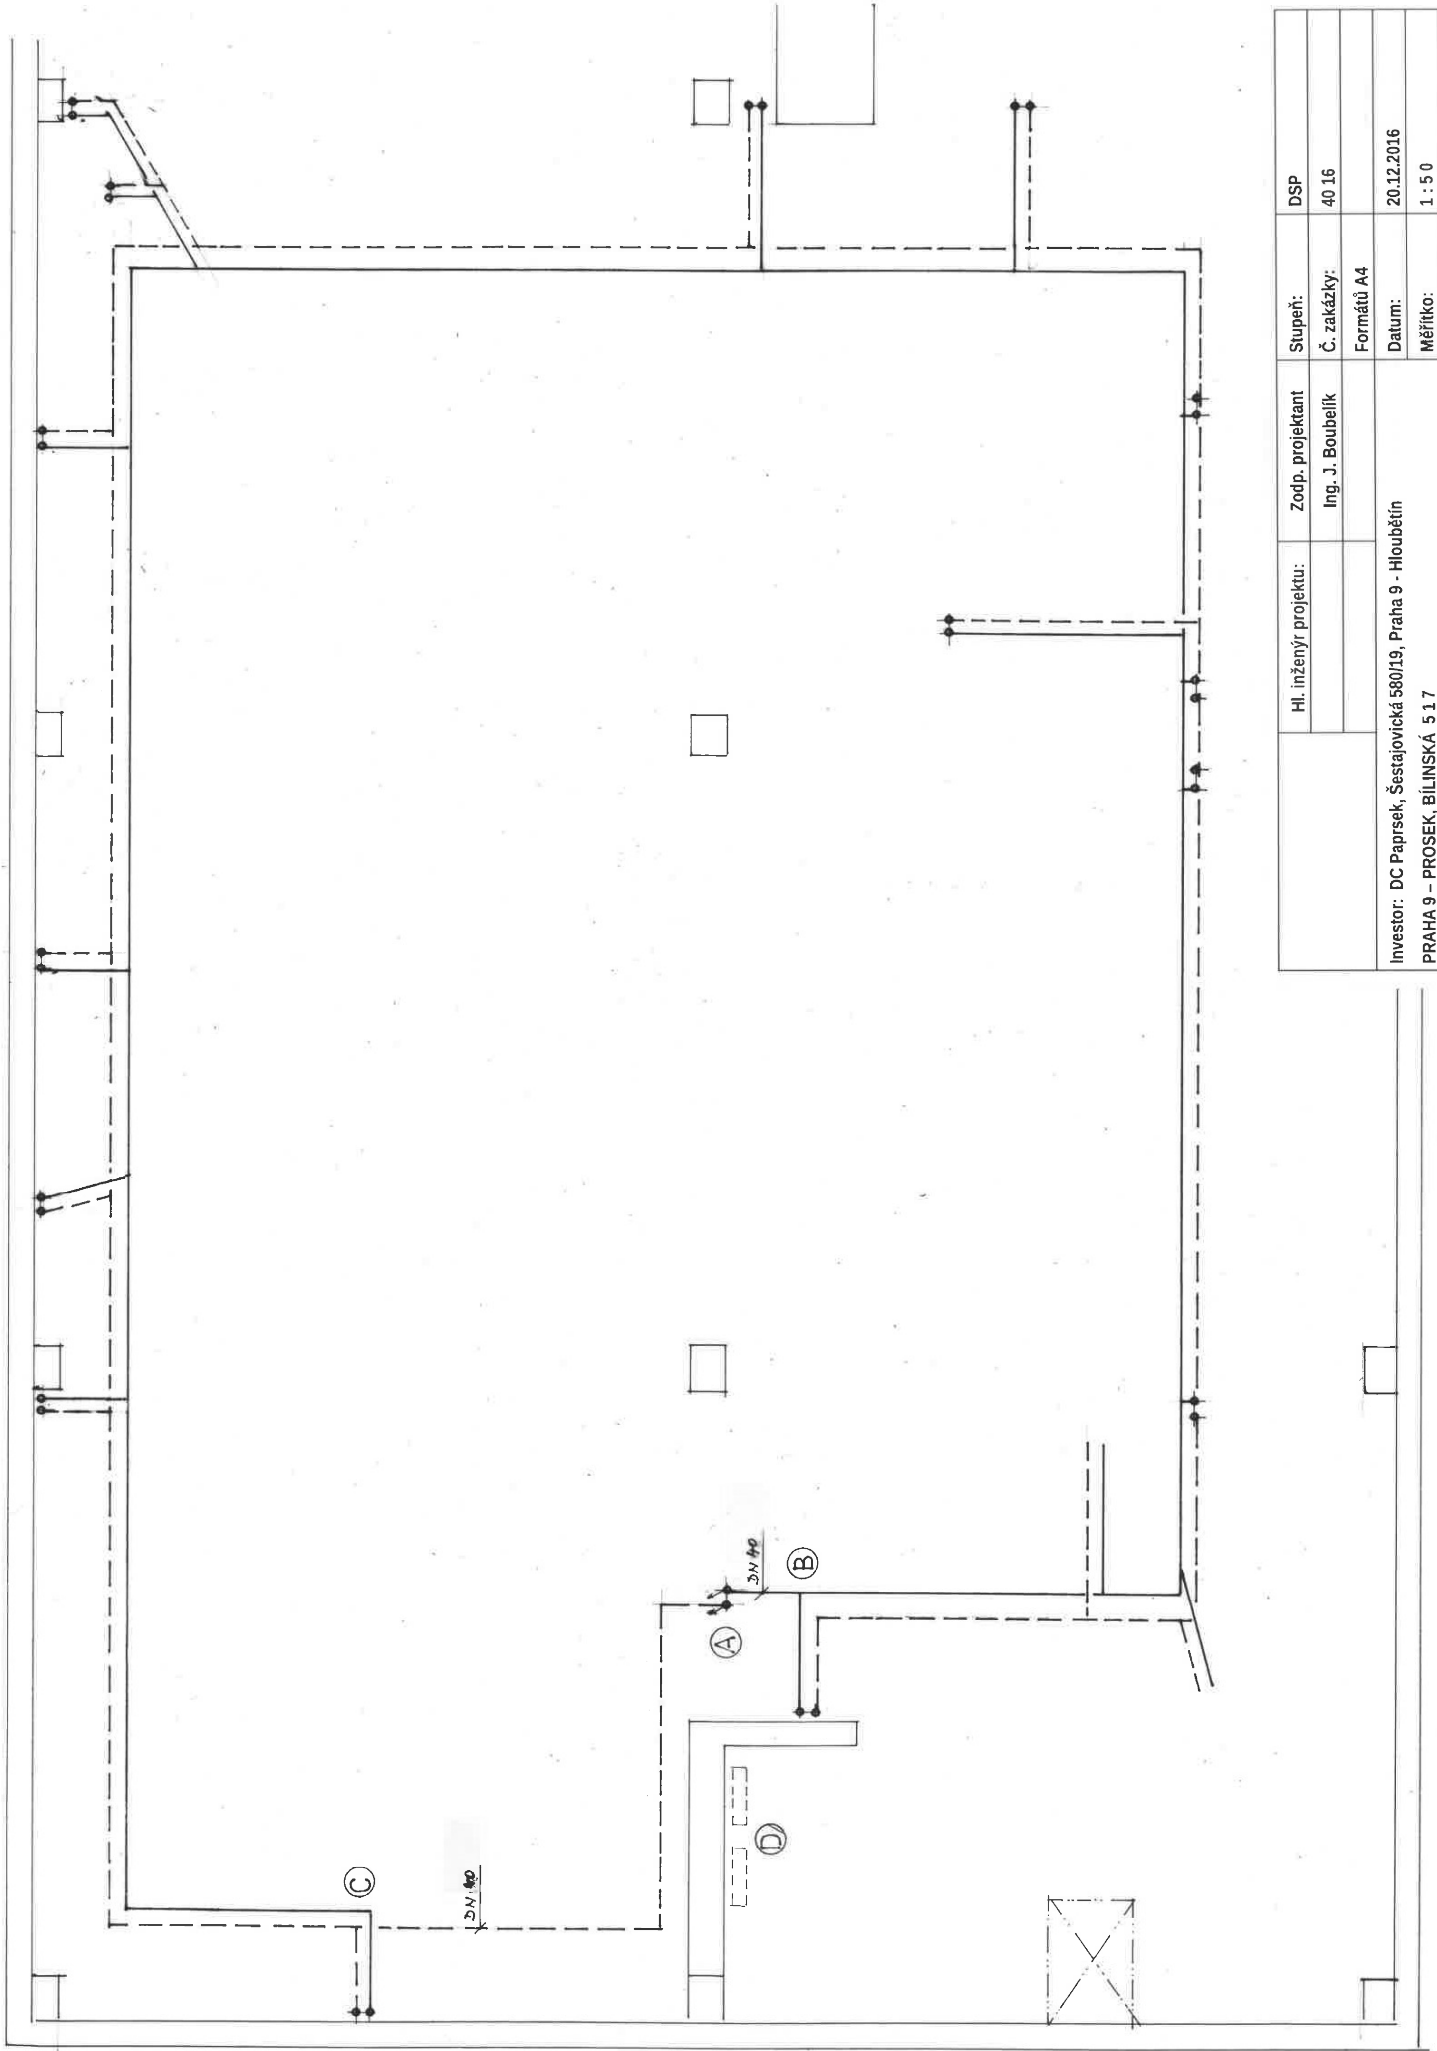 C
DN 40
A
DN 40
B
D
Hl. inženýr projektu:
Zodp. projektant
Stupeň:
DSP
Ing. J. Boubelík
Č. zakázky:
40 16
Formátů A4
Investor: DC Paprsek, Šestajovická 580/19, Praha 9 - Hloubětín
Datum:
20.12.2016
PRAHA 9 – PROSEK, BÍLINSKÁ 5 1 7
Měřítko:
1 : 5 0